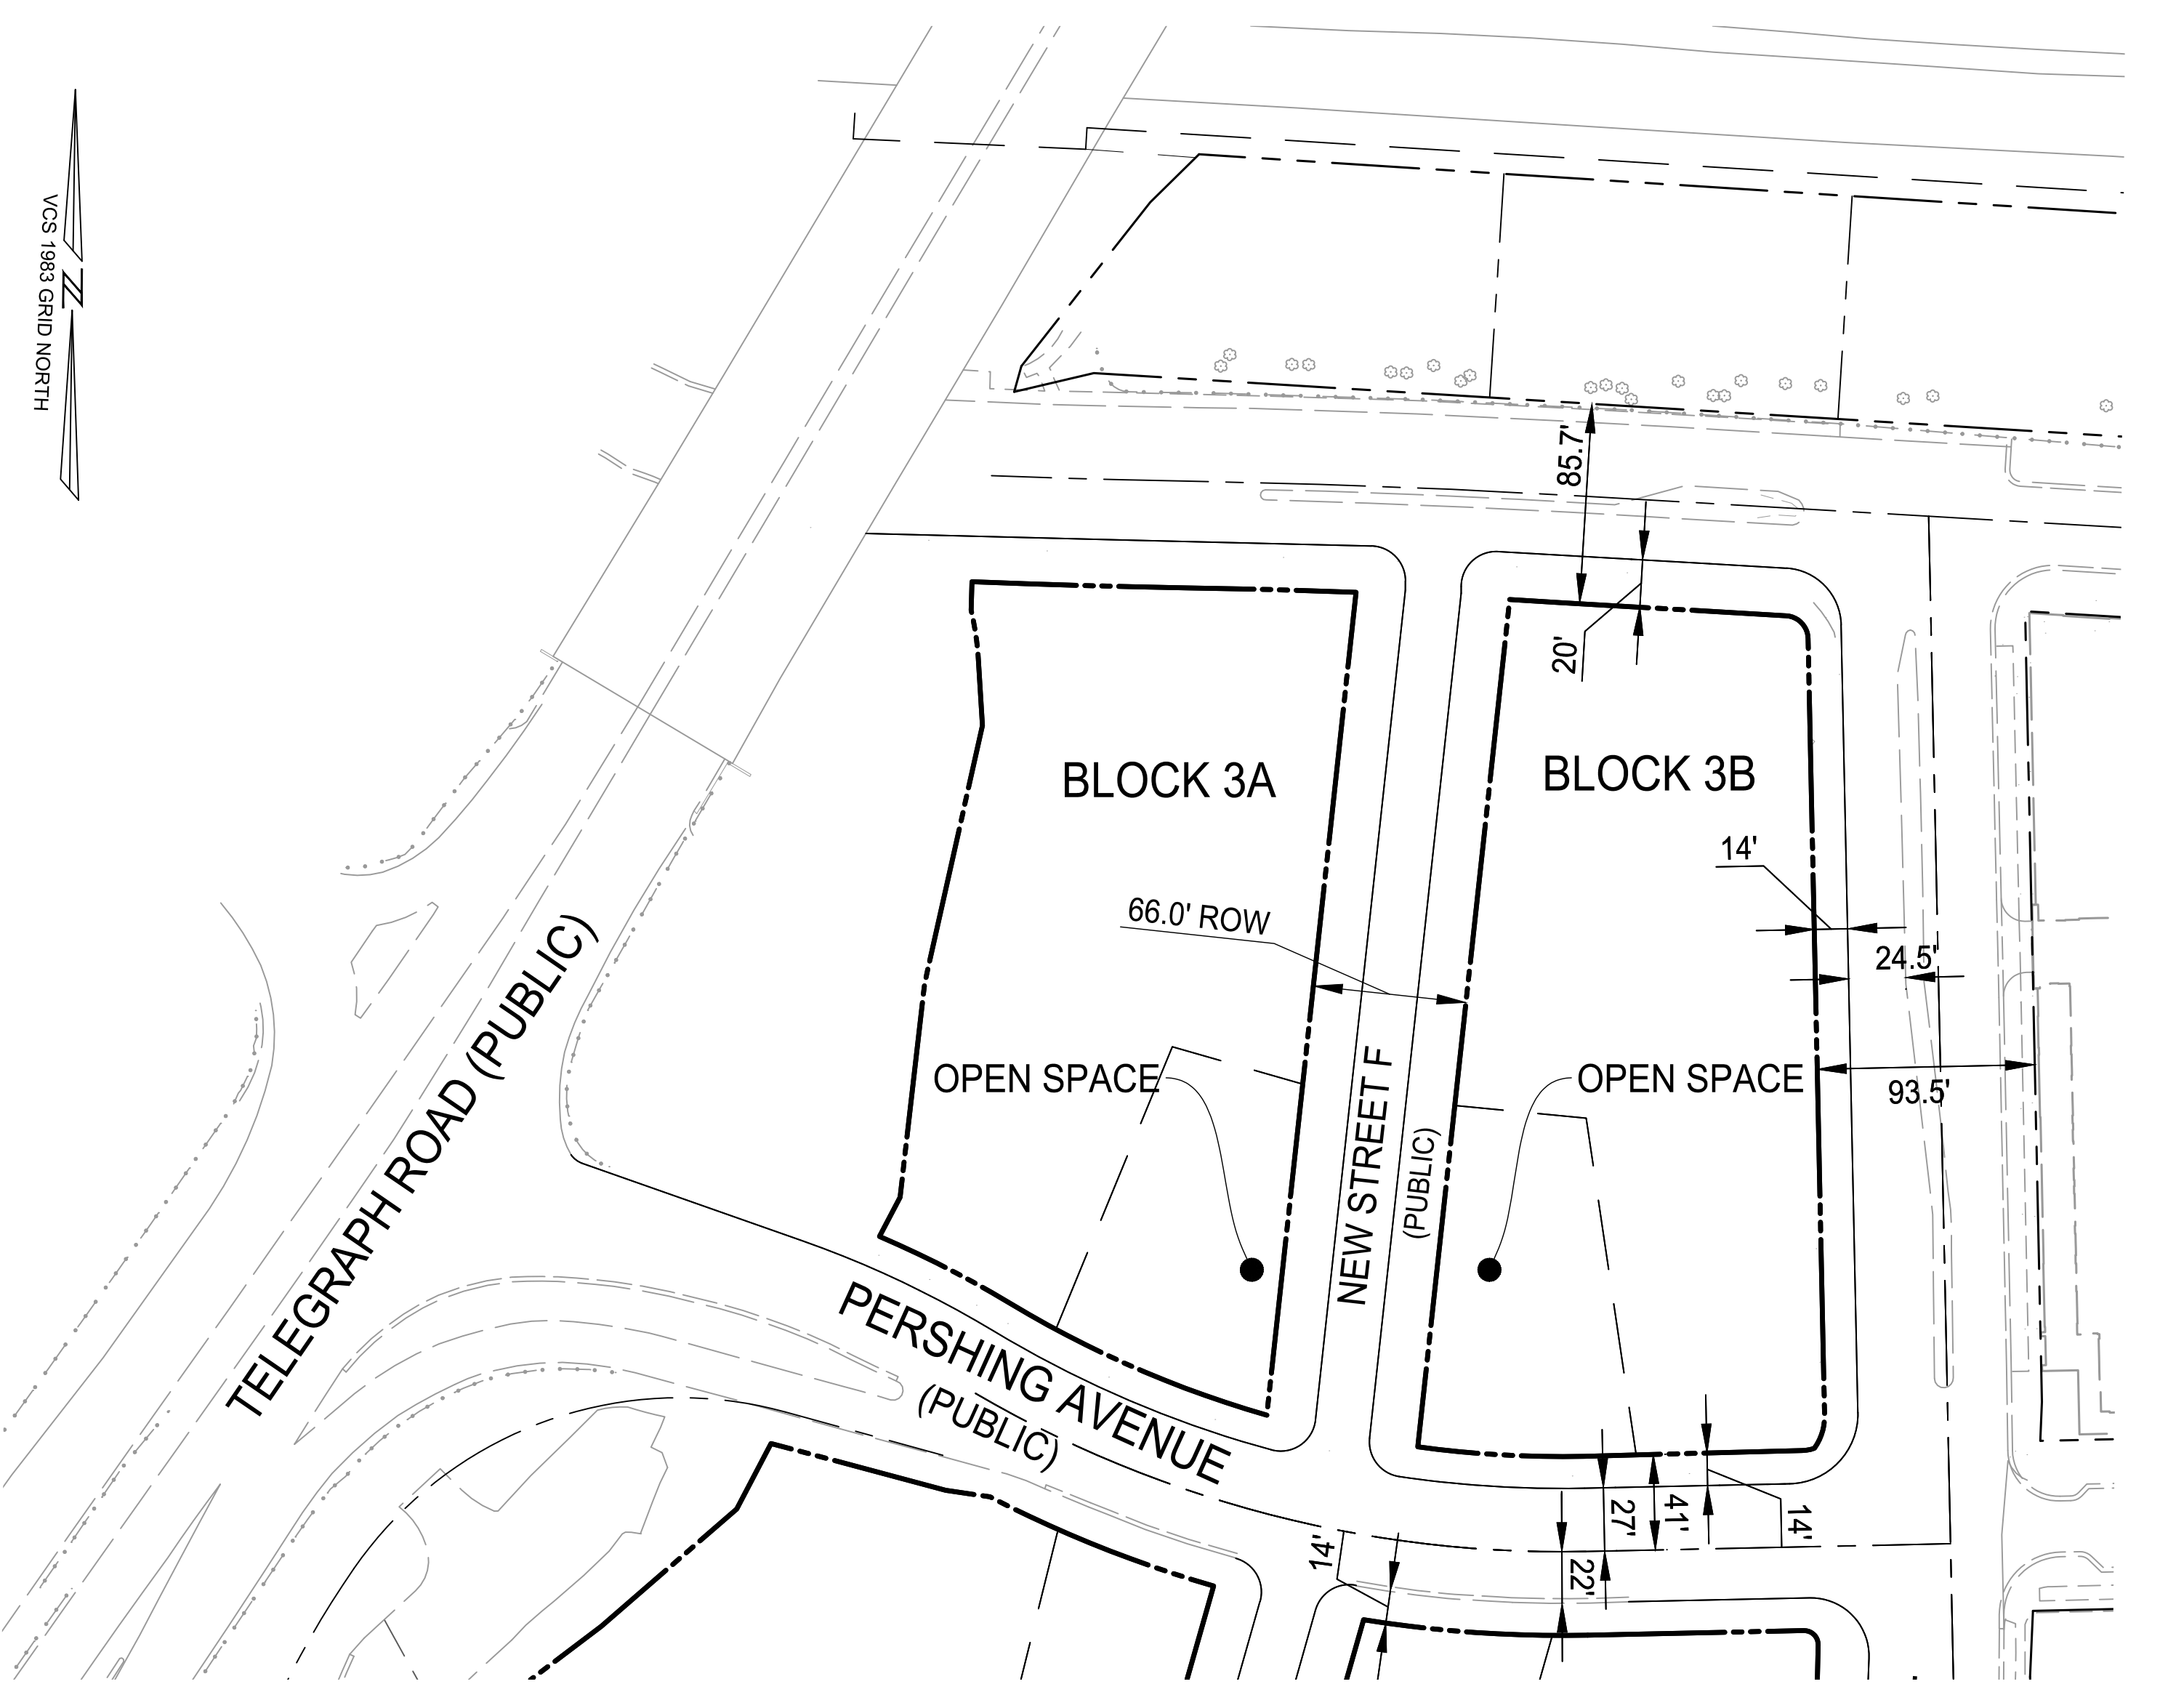 VCS 1983 GRID NORTH
N
85.7'
20'
BLOCK 3A
BLOCK 3B
14'
66.0' ROW
24.5'
OPEN SPACE
OPEN SPACE
93.5'
TELEGRAPH ROAD (PUBLIC)
NEW STREET F
(PUBLIC)
PERSHING AVENUE
(PUBLIC)
27'
41'
14'
14'
22'